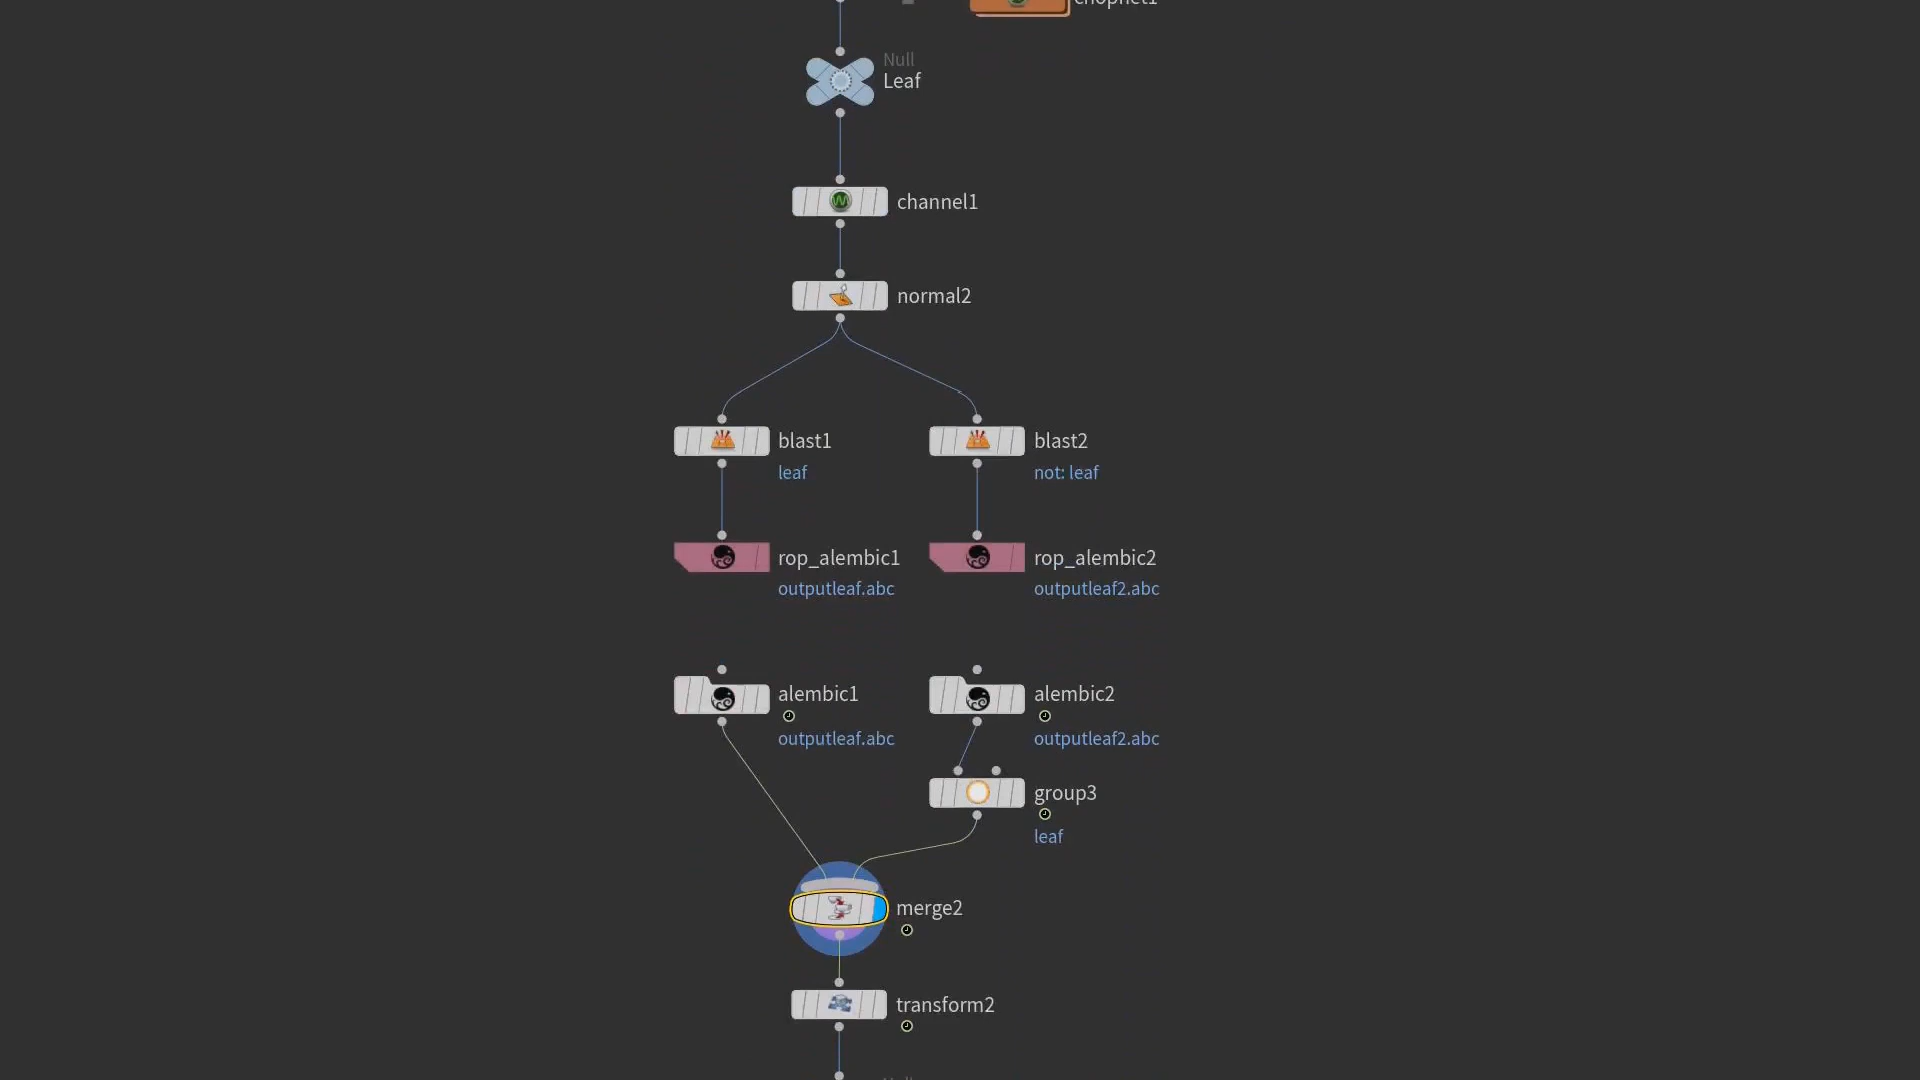 chopnet1
Null
Leaf
channel1
normal2
blast1
leaf
blast2
not: leaf
rop_alembic1
outputleaf.abc
rop_alembic2
outputleaf2.abc
alembic1
outputleaf.abc
alembic2
outputleaf2.abc
group3
leaf
merge2
transform2